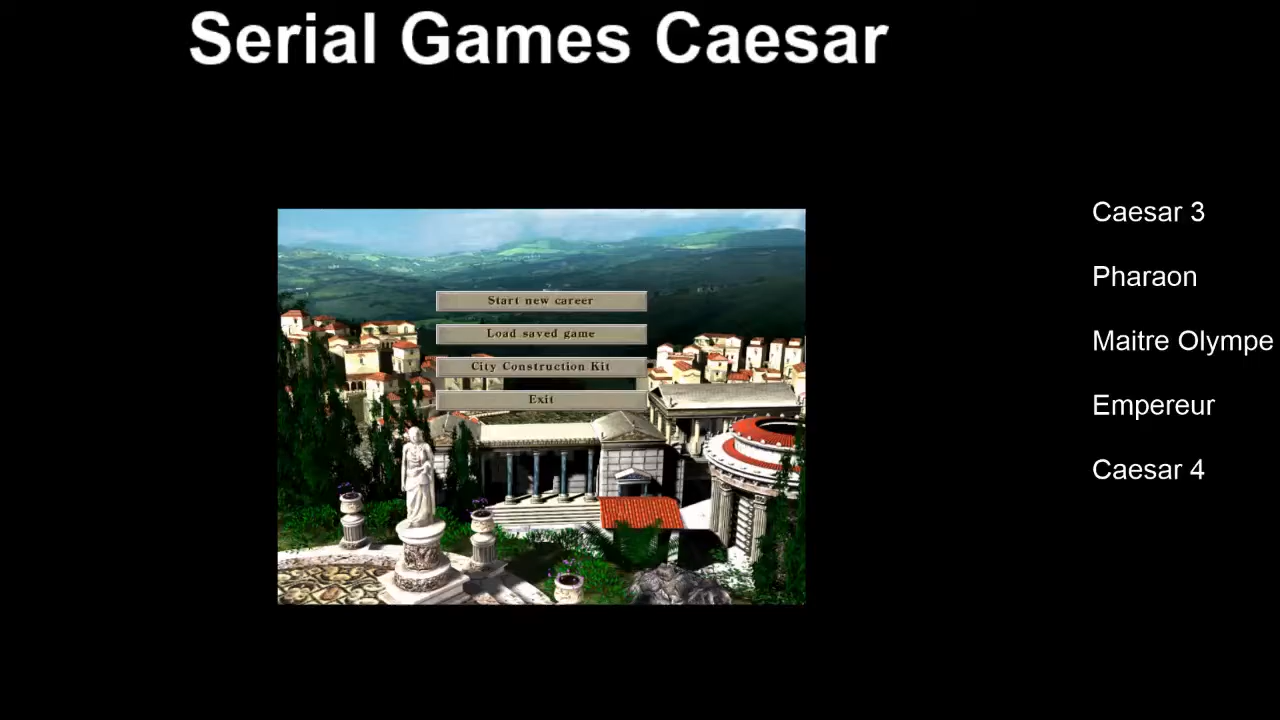 Serial Games Caesar
Start new career
Load saved game
City Construction Kit
Exit
Caesar 3
Pharaon
Maitre Olympe
Empereur
Caesar 4